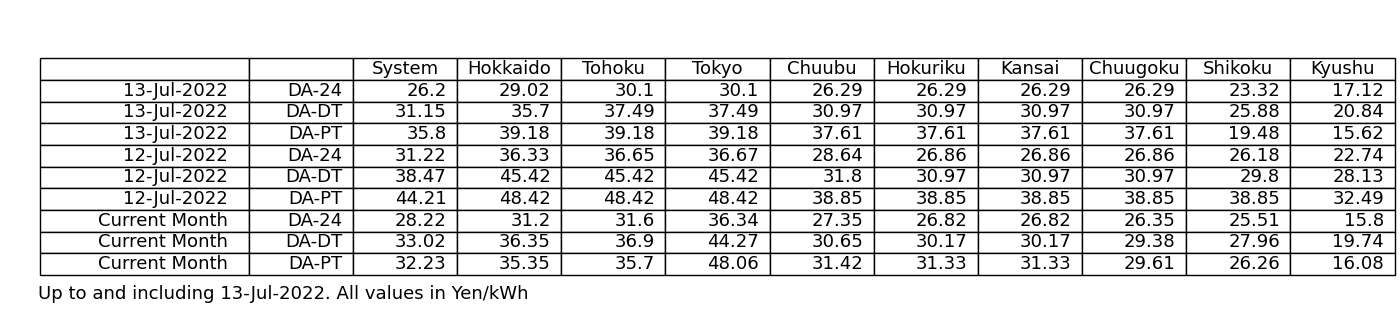 System Hokkaido Tohoku Tokyo Chuubu Hokuriku Kansai Chuugoku Shikoku Kyushu
13-Jul-2022 DA-24 26.2 29.02 30.1 30.1 26.29 26.29 26.29 26.29 23.32 17.12
13-Jul-2022 DA-DT 31.15 35.7 37.49 37.49 30.97 30.97 30.97 30.97 25.88 20.84
13-Jul-2022 DA-PT 35.8 39.18 39.18 39.18 37.61 37.61 37.61 37.61 19.48 15.62
12-Jul-2022 DA-24 31.22 36.33 36.65 36.67 28.64 26.86 26.86 26.86 26.18 22.74
12-Jul-2022 DA-DT 38.47 45.42 45.42 45.42 31.8 30.97 30.97 30.97 29.8 28.13
12-Jul-2022 DA-PT 44.21 48.42 48.42 48.42 38.85 38.85 38.85 38.85 38.85 32.49
Current Month DA-24 28.22 31.2 31.6 36.34 27.35 26.82 26.82 26.35 25.51 15.8
Current Month DA-DT 33.02 36.35 36.9 44.27 30.65 30.17 30.17 29.38 27.96 19.74
Current Month DA-PT 32.23 35.35 35.7 48.06 31.42 31.33 31.33 29.61 26.26 16.08
Up to and including 13-Jul-2022. All values in Yen/kWh